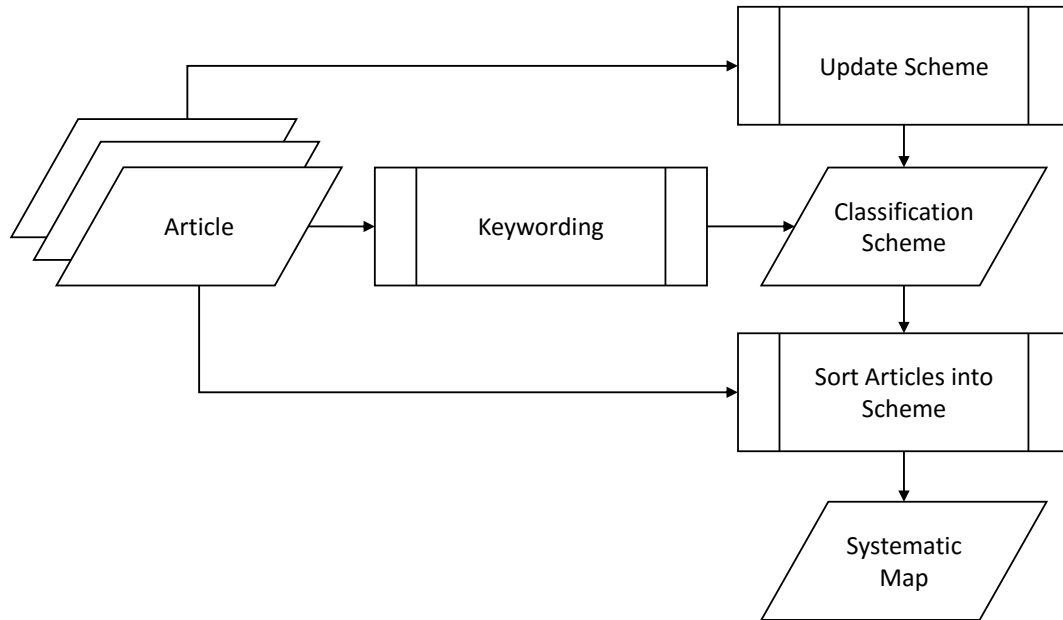 Update Scheme
Article
Keywording
Classification
Scheme
Sort Articles into
Scheme
Systematic
Map